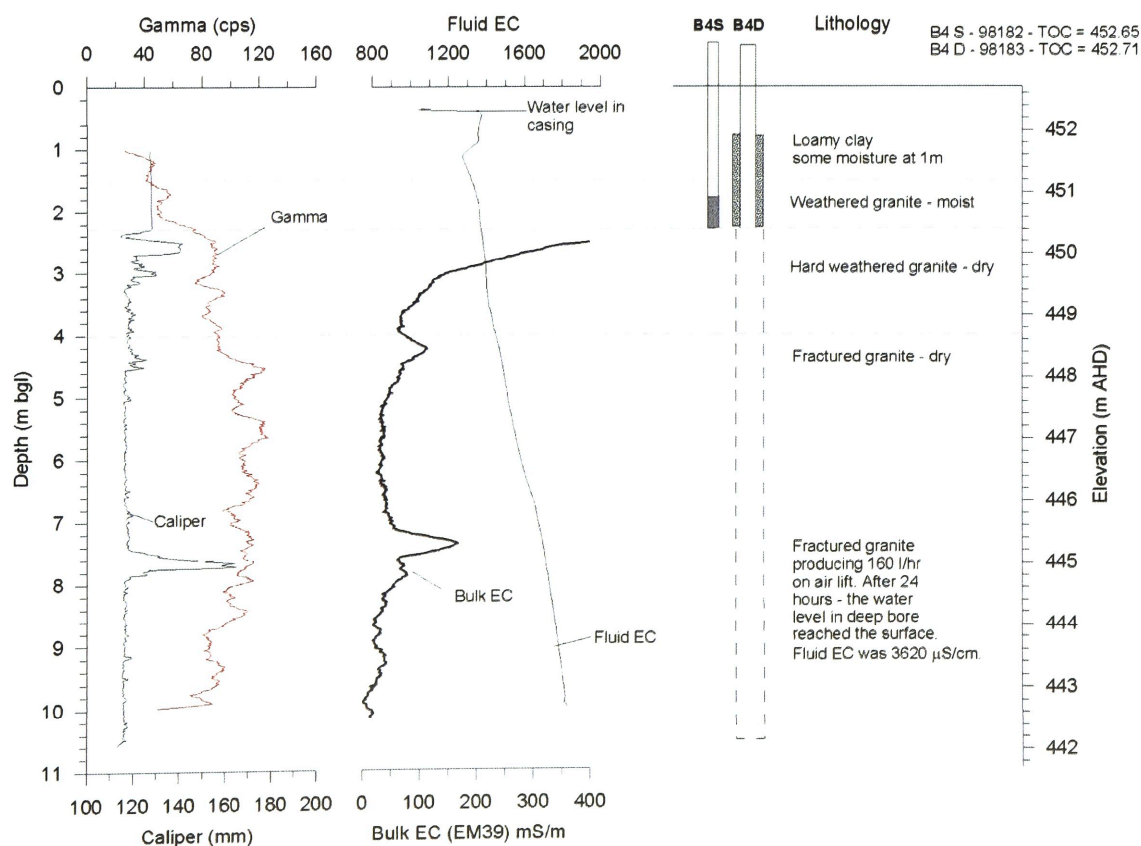 Gamma (cps)
0 40 80 120 160
Fluid EC
800 1200 1600 2000
B4S B4D
Lithology
B4 S - 98182 - TOC = 452.65
B4 D - 98183 - TOC = 452.71
0
1
2
3
4
5
6
7
8
9
10
11
Depth (m bgl)
Water level in
casing
Gamma
Caliper
Bulk EC
Fluid EC
Loamy clay
some moisture at 1m
Weathered granite - moist
Hard weathered granite - dry
Fractured granite - dry
Fractured granite
producing 160 l/hr
on air lift. After 24
hours - the water
level in deep bore
reached the surface.
Fluid EC was 3620 µS/cm.
452
451
450
449
448
447
446
445
444
443
442
Elevation (m AHD)
100 120 140 160 180 200
Caliper (mm)
0 100 200 300 400
Bulk EC (EM39) mS/m